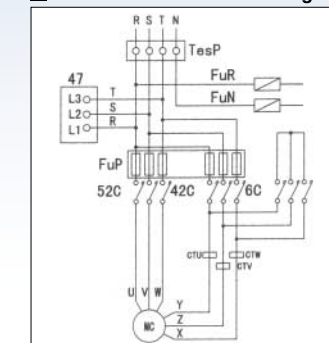 R S T N
TesP
47
FuR
L3 T
FuN
L2 S
L1 R
FuP
52C 42C 6C
CTU CTW
CTV
U V W
Y
Z
MC X